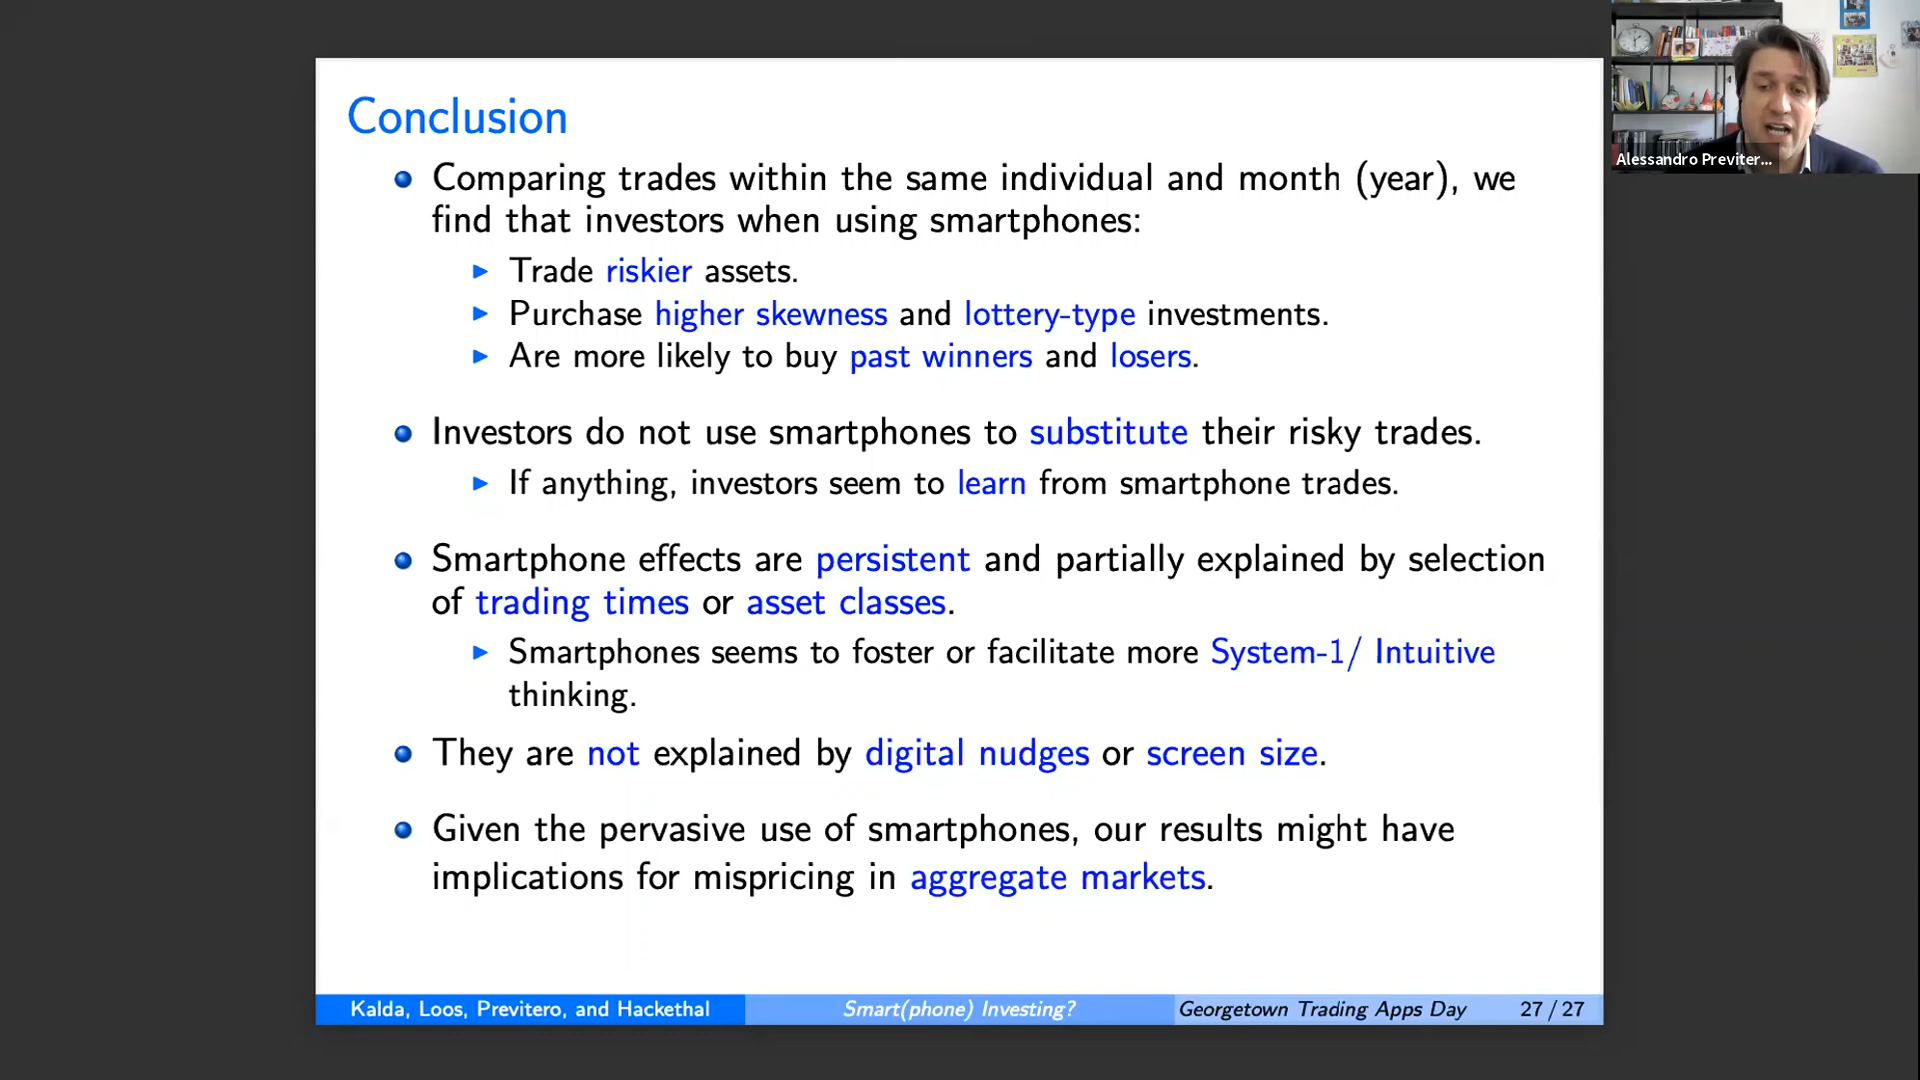 Conclusion
Comparing trades within the same individual and month (year), we
find that investors when using smartphones:
Trade riskier assets.
Purchase higher skewness and lottery-type investments.
Are more likely to buy past winners and losers.
Investors do not use smartphones to substitute their risky trades.
If anything, investors seem to learn from smartphone trades.
Smartphone effects are persistent and partially explained by selection
of trading times or asset classes.
Smartphones seems to foster or facilitate more System-1/ Intuitive
thinking.
They are not explained by digital nudges or screen size.
Given the pervasive use of smartphones, our results might have
implications for mispricing in aggregate markets.
Kalda, Loos, Previtero, and Hackethal
Smart(phone) Investing?
Georgetown Trading Apps Day
27 / 27
Alessandro Previter...